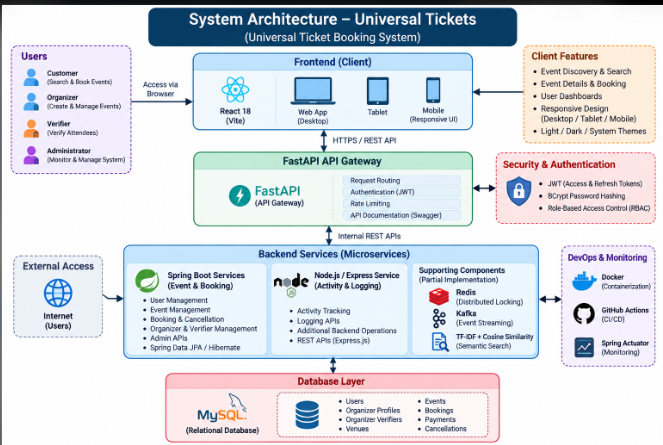 System Architecture – Universal Tickets
(Universal Ticket Booking System)
Users
Customer
(Search & Book Events)
Organizer
(Create & Manage Events)
Verifier
(Verify Attendees)
Administrator
(Monitor & Manage System)
Access via
Browser
Frontend (Client)
React 18
(Vite)
Web App
(Desktop)
Tablet
Mobile
(Responsive UI)
Client Features
• Event Discovery & Search
• Event Details & Booking
• User Dashboards
• Responsive Design
(Desktop / Tablet / Mobile)
• Light / Dark / System Themes
HTTPS / REST API
FastAPI API Gateway
FastAPI
(API Gateway)
Request Routing
Authentication (JWT)
Rate Limiting
API Documentation (Swagger)
Security & Authentication
• JWT (Access & Refresh Tokens)
• BCrypt Password Hashing
• Role-Based Access Control (RBAC)
Internal REST APIs
External Access
Internet
(Users)
Backend Services (Microservices)
Spring Boot Services
(Event & Booking)
• User Management
• Event Management
• Booking & Cancellation
• Organizer & Verifier Management
• Admin APIs
• Spring Data JPA / Hibernate
node
JS
Node.js / Express Service
(Activity & Logging)
• Activity Tracking
• Logging APIs
• Additional Backend Operations
• REST APIs (Express.js)
Supporting Components
(Partial Implementation)
Redis
(Distributed Locking)
Kafka
(Event Streaming)
TF-IDF + Cosine Similarity
(Semantic Search)
DevOps & Monitoring
Docker
(Containerization)
GitHub Actions
(CI/CD)
Spring Actuator
(Monitoring)
Database Layer
MySQL
(Relational Database)
• Users
• Organizer Profiles
• Organizer Verifiers
• Venues
• Events
• Bookings
• Payments
• Cancellations